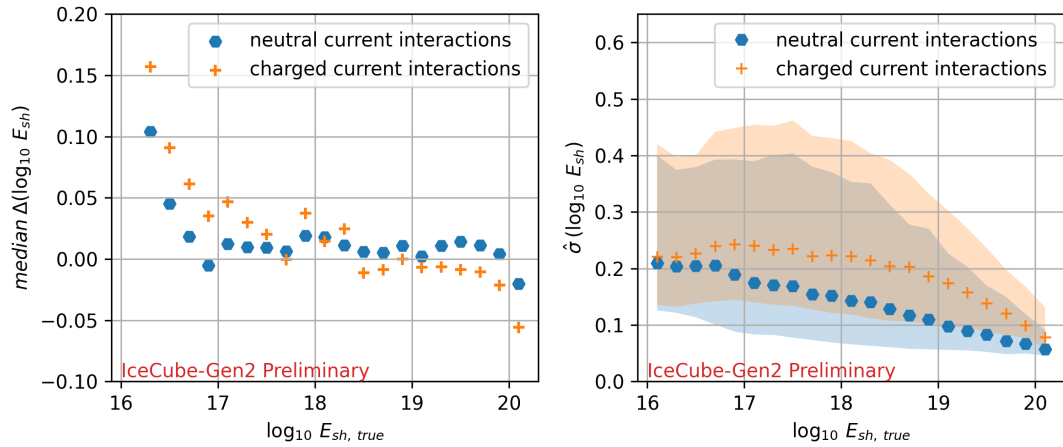 neutral current interactions
charged current interactions
0.20
0.15
0.10
0.05
0.00
−0.05
−0.10
median Δ(log10 Esh)
IceCube-Gen2 Preliminary
16 17 18 19 20
log10 Esh, true
neutral current interactions
charged current interactions
0.6
0.5
0.4
0.3
0.2
0.1
0.0
σ̂ (log10 Esh)
IceCube-Gen2 Preliminary
16 17 18 19 20
log10 Esh, true